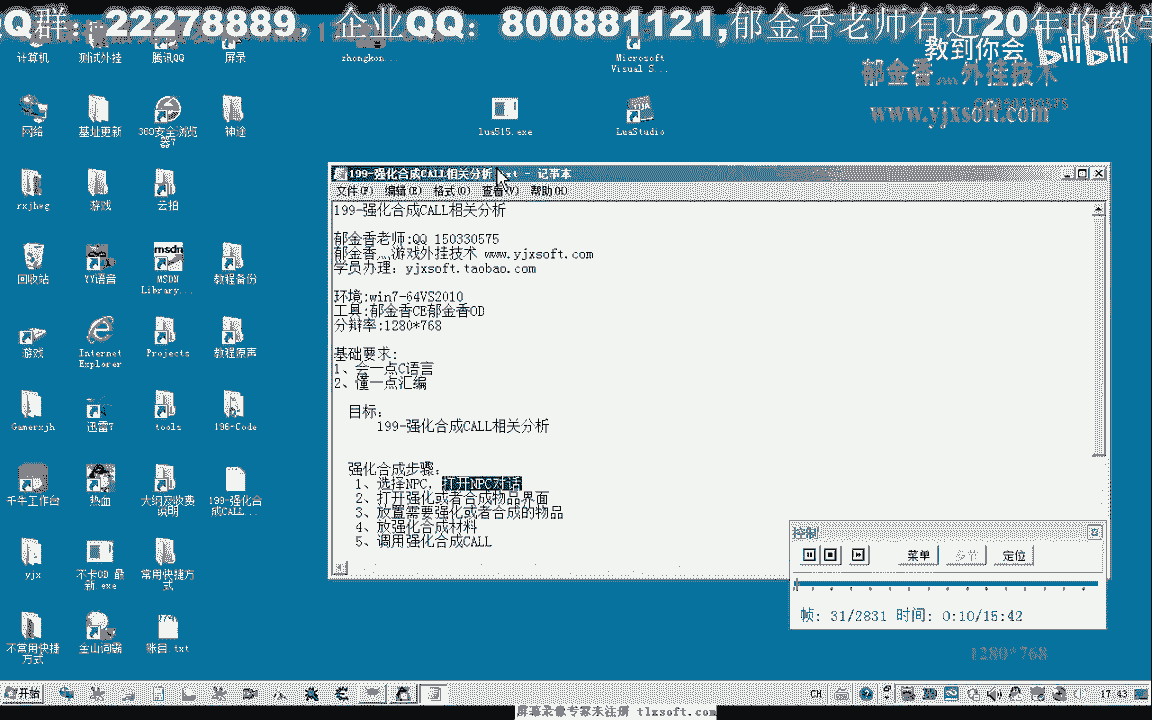 Q群: 22278889， 企业QQ: 800881121,郁金香老师有近20年的教学
教到你会
bilibili
郁金香灬外挂技术
www.yjxsoft.com
计算机
测试外挂
腾讯QQ
屏录
zhongkon...
Microsoft
Visual S...
网络
基址更新
360安全浏览
器7
神途
lua515.exe
LuaStudio
rxjhwg
游戏
云拍
回收站
YY语音
MSDN
Library...
教程备份
游戏
Internet
Explorer
Projects
教程原声
Gamerxjh
迅雷7
tools
196-Code
千牛工作台
热血
大纲及收费
说明
199-强化合
成CALL...
yjx
不卡OD 最
新.exe
常用快捷方
式
不常用快捷
方式
金山词霸
账目.txt
199-强化合成CALL相关分析.txt - 记事本
文件(F) 编辑(E) 格式(O) 查看(V) 帮助(H)
199-强化合成CALL相关分析
郁金香老师:QQ 150330575
郁金香灬游戏外挂技术 www.yjxsoft.com
学员办理: yjxsoft.taobao.com
环境:win7-64VS2010
工具:郁金香CE郁金香OD
分辩率:1280*768
基础要求:
1、会一点C语言
2、懂一点汇编
目标:
199-强化合成CALL相关分析
强化合成步骤:
1、选择NPC，打开NPC对话
2、打开强化或者合成物品界面
3、放置需要强化或者合成的物品
4、放强化合成材料
5、调用强化合成CALL
控制
菜单 多节 定位
帧: 31/2831 时间: 0:10/15:42
1280*768
开始
CH
17:43
屏幕录像专家未注册 tlxsoft.com